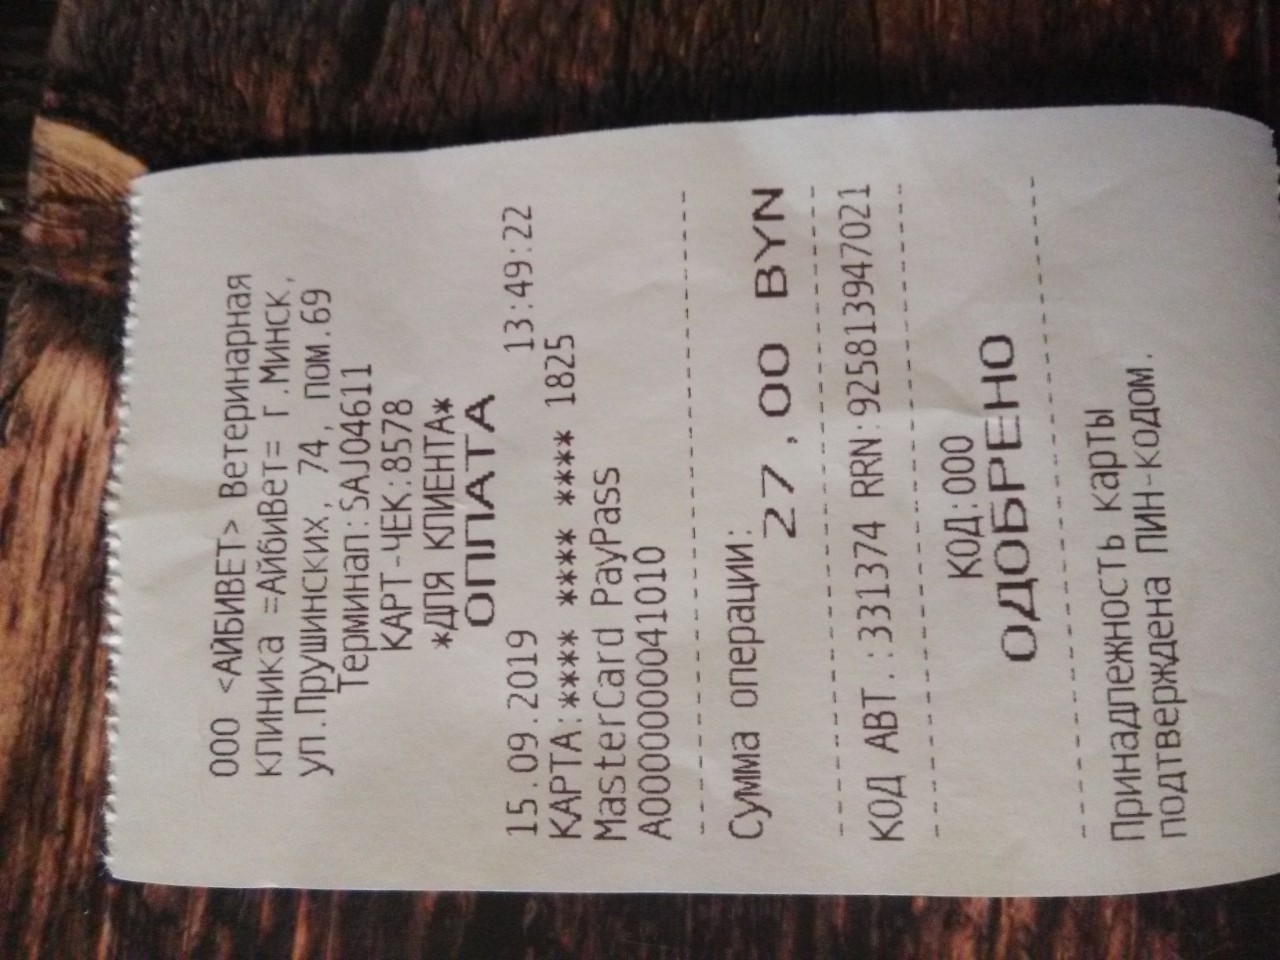 ООО <АЙБИВЕТ> Ветеринарная
клиника =АйбиВет= Г.МИНСК,
ул.Прушинских, 74, пом.69
Терминал:SAJ04611
КАРТ-ЧЕК:8578
*ДЛЯ КЛИЕНТА*
ОПЛАТА
15.09.2019 13:49:22
КАРТА:**** **** **** 1825
MasterCard PayPass
A0000000041010
Сумма операции:
27,00 BYN
КОД АВТ.:331374 RRN:925813947021
КОД:000
ОДОБРЕНО
Принадлежность карты
подтверждена ПИН-кодом.